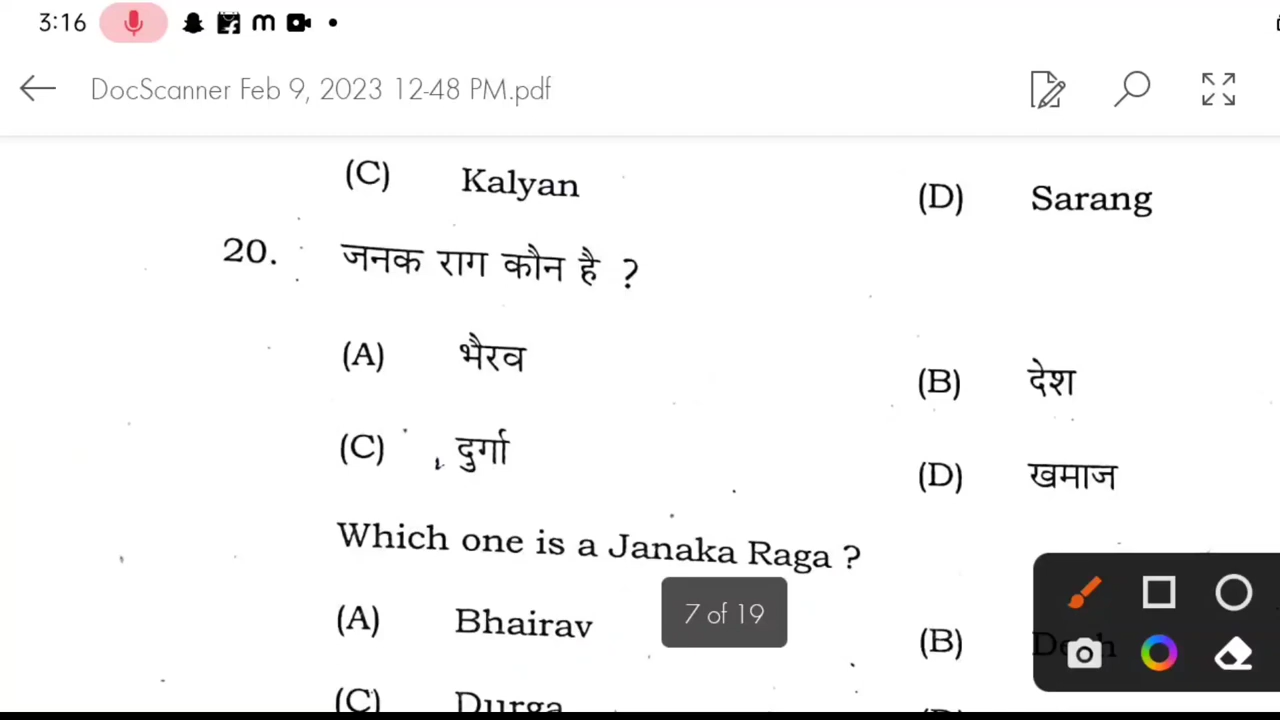 3:16
DocScanner Feb 9, 2023 12-48 PM.pdf
(C) Kalyan (D) Sarang
20. जनक राग कौन है ?
(A) भैरव (B) देश
(C) दुर्गा (D) खमाज
Which one is a Janaka Raga ?
7 of 19
(A) Bhairav (B) Desh
(C) Durga